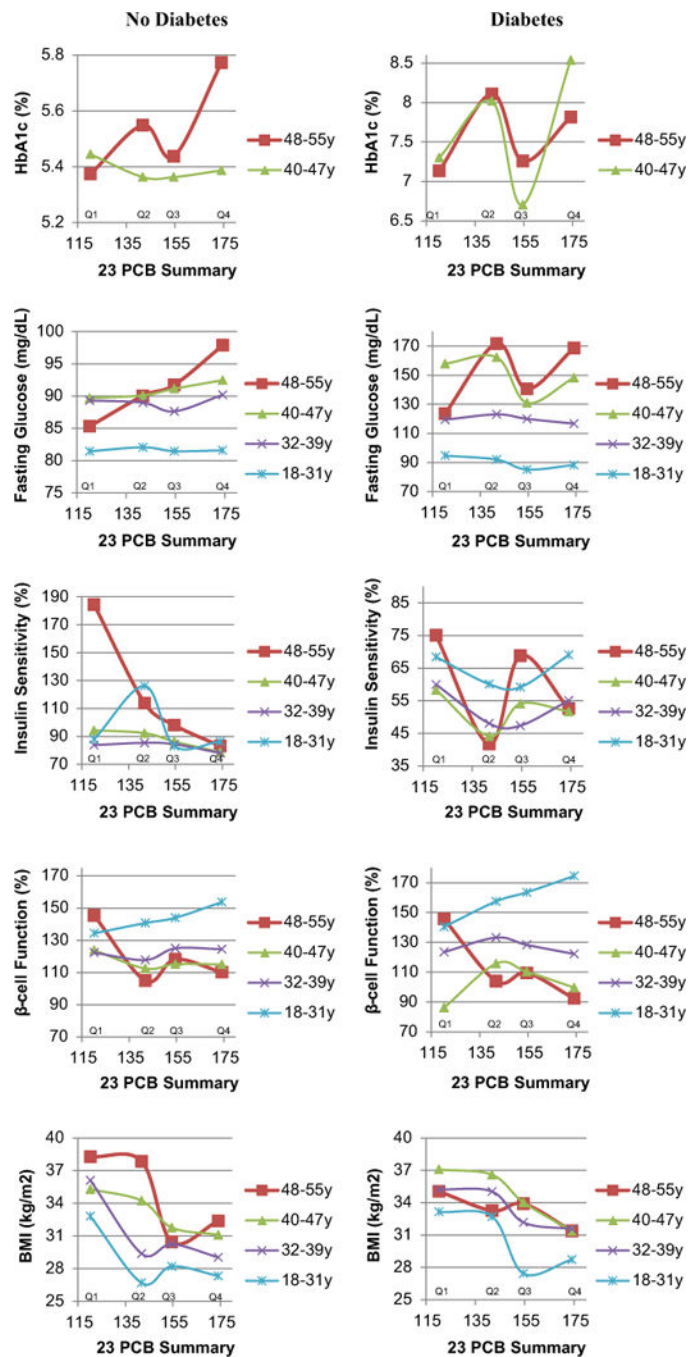 No Diabetes
Diabetes
HbA1c (%)
5.8
5.6
5.4
5.2
Q1 Q2 Q3 Q4
115 135 155 175
23 PCB Summary
48-55y
40-47y
HbA1c (%)
8.5
8
7.5
7
6.5
Q1 Q2 Q3 Q4
115 135 155 175
23 PCB Summary
48-55y
40-47y
Fasting Glucose (mg/dL)
100
95
90
85
80
75
Q1 Q2 Q3 Q4
115 135 155 175
23 PCB Summary
48-55y
40-47y
32-39y
18-31y
Fasting Glucose (mg/dL)
170
150
130
110
90
70
Q1 Q2 Q3 Q4
115 135 155 175
23 PCB Summary
48-55y
40-47y
32-39y
18-31y
Insulin Sensitivity (%)
190
170
150
130
110
90
70
Q1 Q2 Q3 Q4
115 135 155 175
23 PCB Summary
48-55y
40-47y
32-39y
18-31y
Insulin Sensitivity (%)
85
75
65
55
45
35
Q1 Q2 Q3 Q4
115 135 155 175
23 PCB Summary
48-55y
40-47y
32-39y
18-31y
β-cell Function (%)
170
150
130
110
90
70
Q1 Q2 Q3 Q4
115 135 155 175
23 PCB Summary
48-55y
40-47y
32-39y
18-31y
β-cell Function (%)
170
150
130
110
90
70
Q1 Q2 Q3 Q4
115 135 155 175
23 PCB Summary
48-55y
40-47y
32-39y
18-31y
BMI (kg/m2)
40
37
34
31
28
25
Q1 Q2 Q3 Q4
115 135 155 175
23 PCB Summary
48-55y
40-47y
32-39y
18-31y
BMI (kg/m2)
40
37
34
31
28
25
Q1 Q2 Q3 Q4
115 135 155 175
23 PCB Summary
48-55y
40-47y
32-39y
18-31y